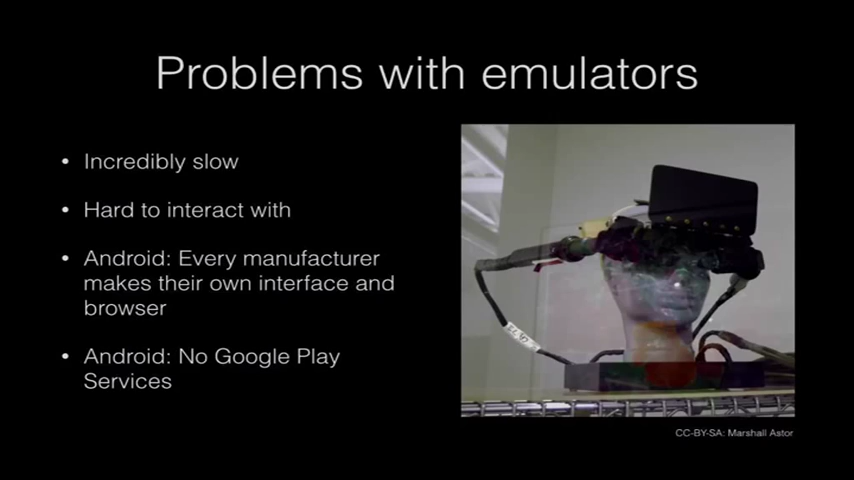 Problems with emulators
• Incredibly slow
• Hard to interact with
• Android: Every manufacturer
makes their own interface and
browser
• Android: No Google Play
Services
CC-BY-SA: Marshall Astor